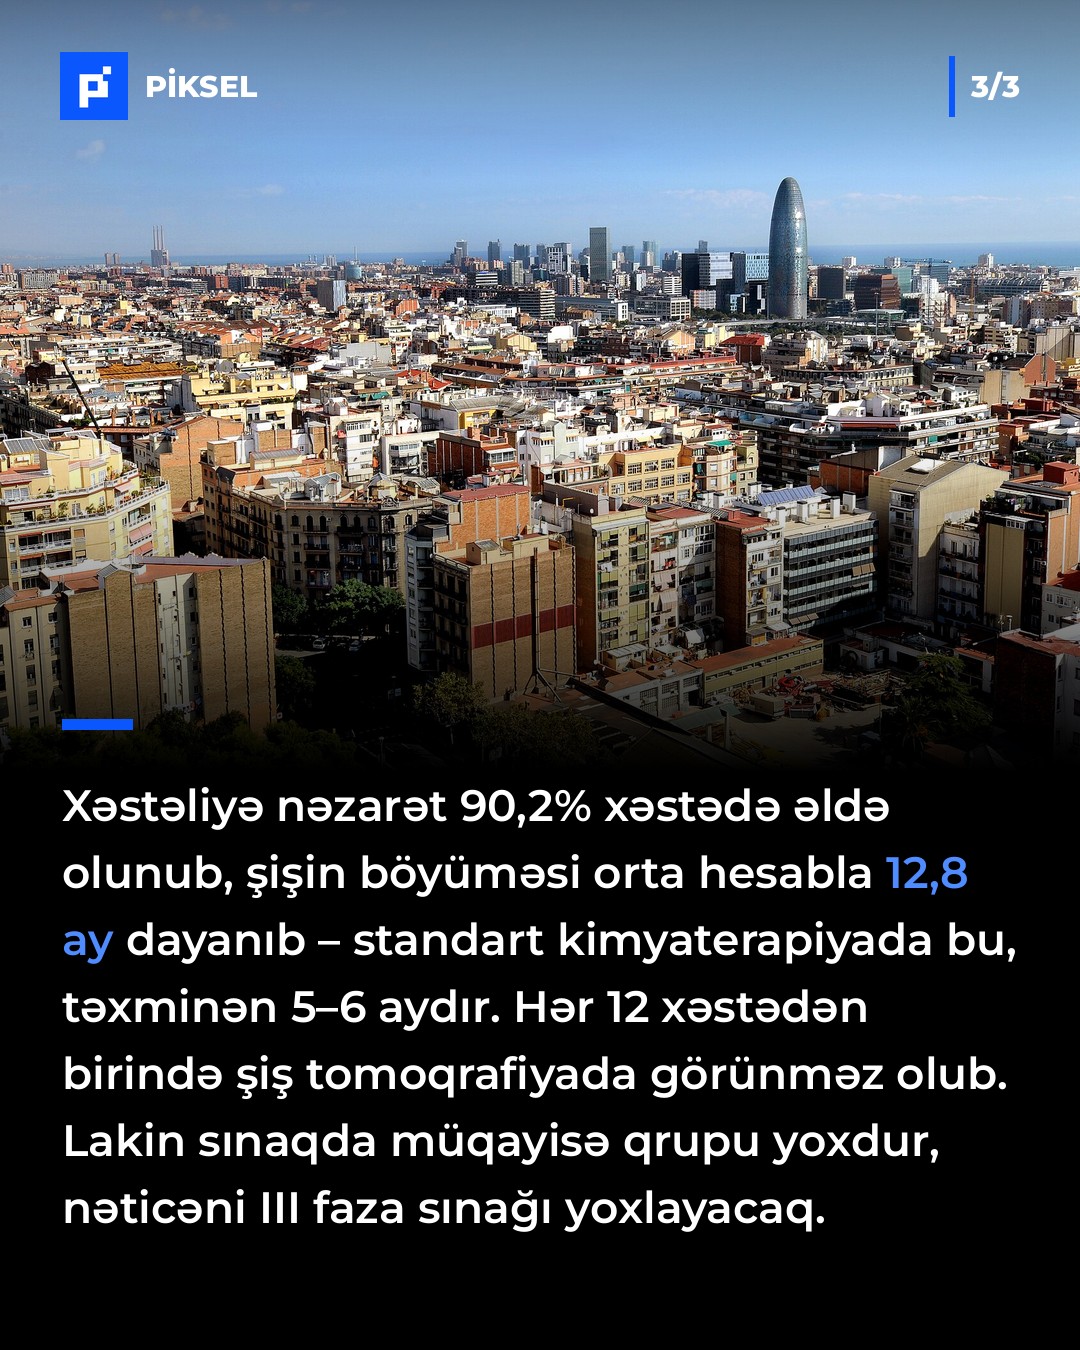 PİKSEL
3/3
Xəstəliyə nəzarət 90,2% xəstədə əldə
olunub, şişin böyüməsi orta hesabla 12,8
ay dayanıb – standart kimyaterapiyada bu,
təxminən 5–6 aydır. Hər 12 xəstədən
birində şiş tomoqrafiyada görünməz olub.
Lakin sınaqda müqayisə qrupu yoxdur,
nəticəni III faza sınağı yoxlayacaq.